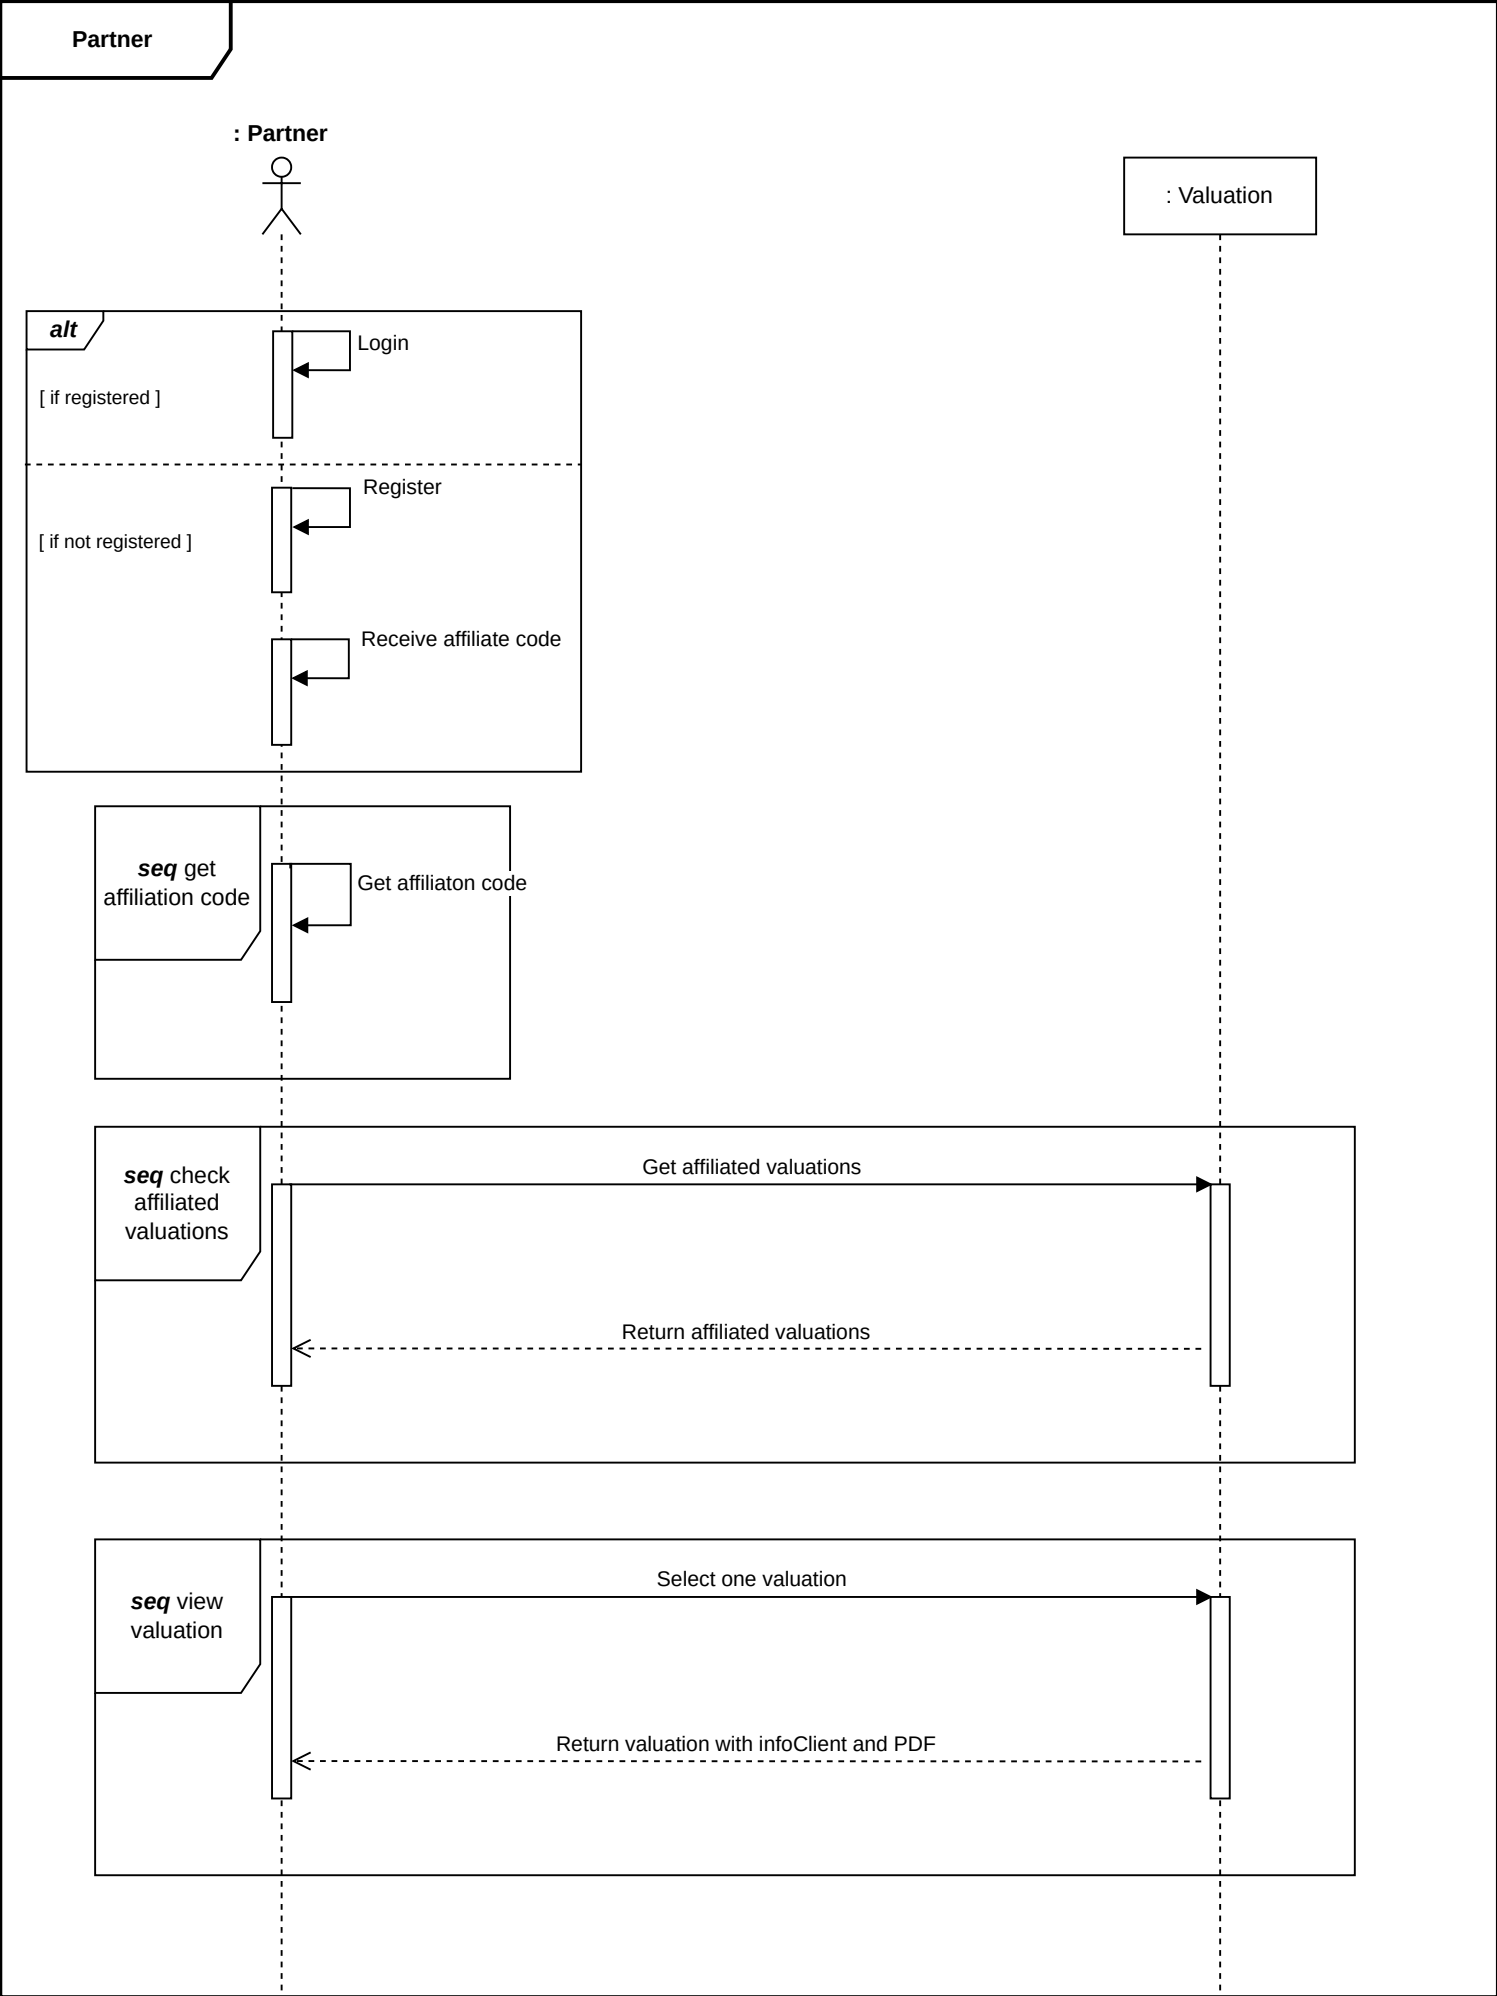 Partner
: Partner
: Valuation
alt
Login
[ if registered ]
Register
[ if not registered ]
Receive affiliate code
seq get
affiliation code
Get affiliaton code
seq check
affiliated
valuations
Get affiliated valuations
Return affiliated valuations
seq view
valuation
Select one valuation
Return valuation with infoClient and PDF